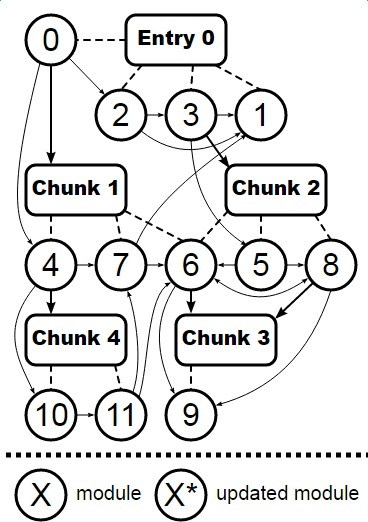 0 Entry 0
2 3 1
Chunk 1 Chunk 2
4 7 6 5 8
Chunk 4 Chunk 3
10 11 9
X module X* updated module